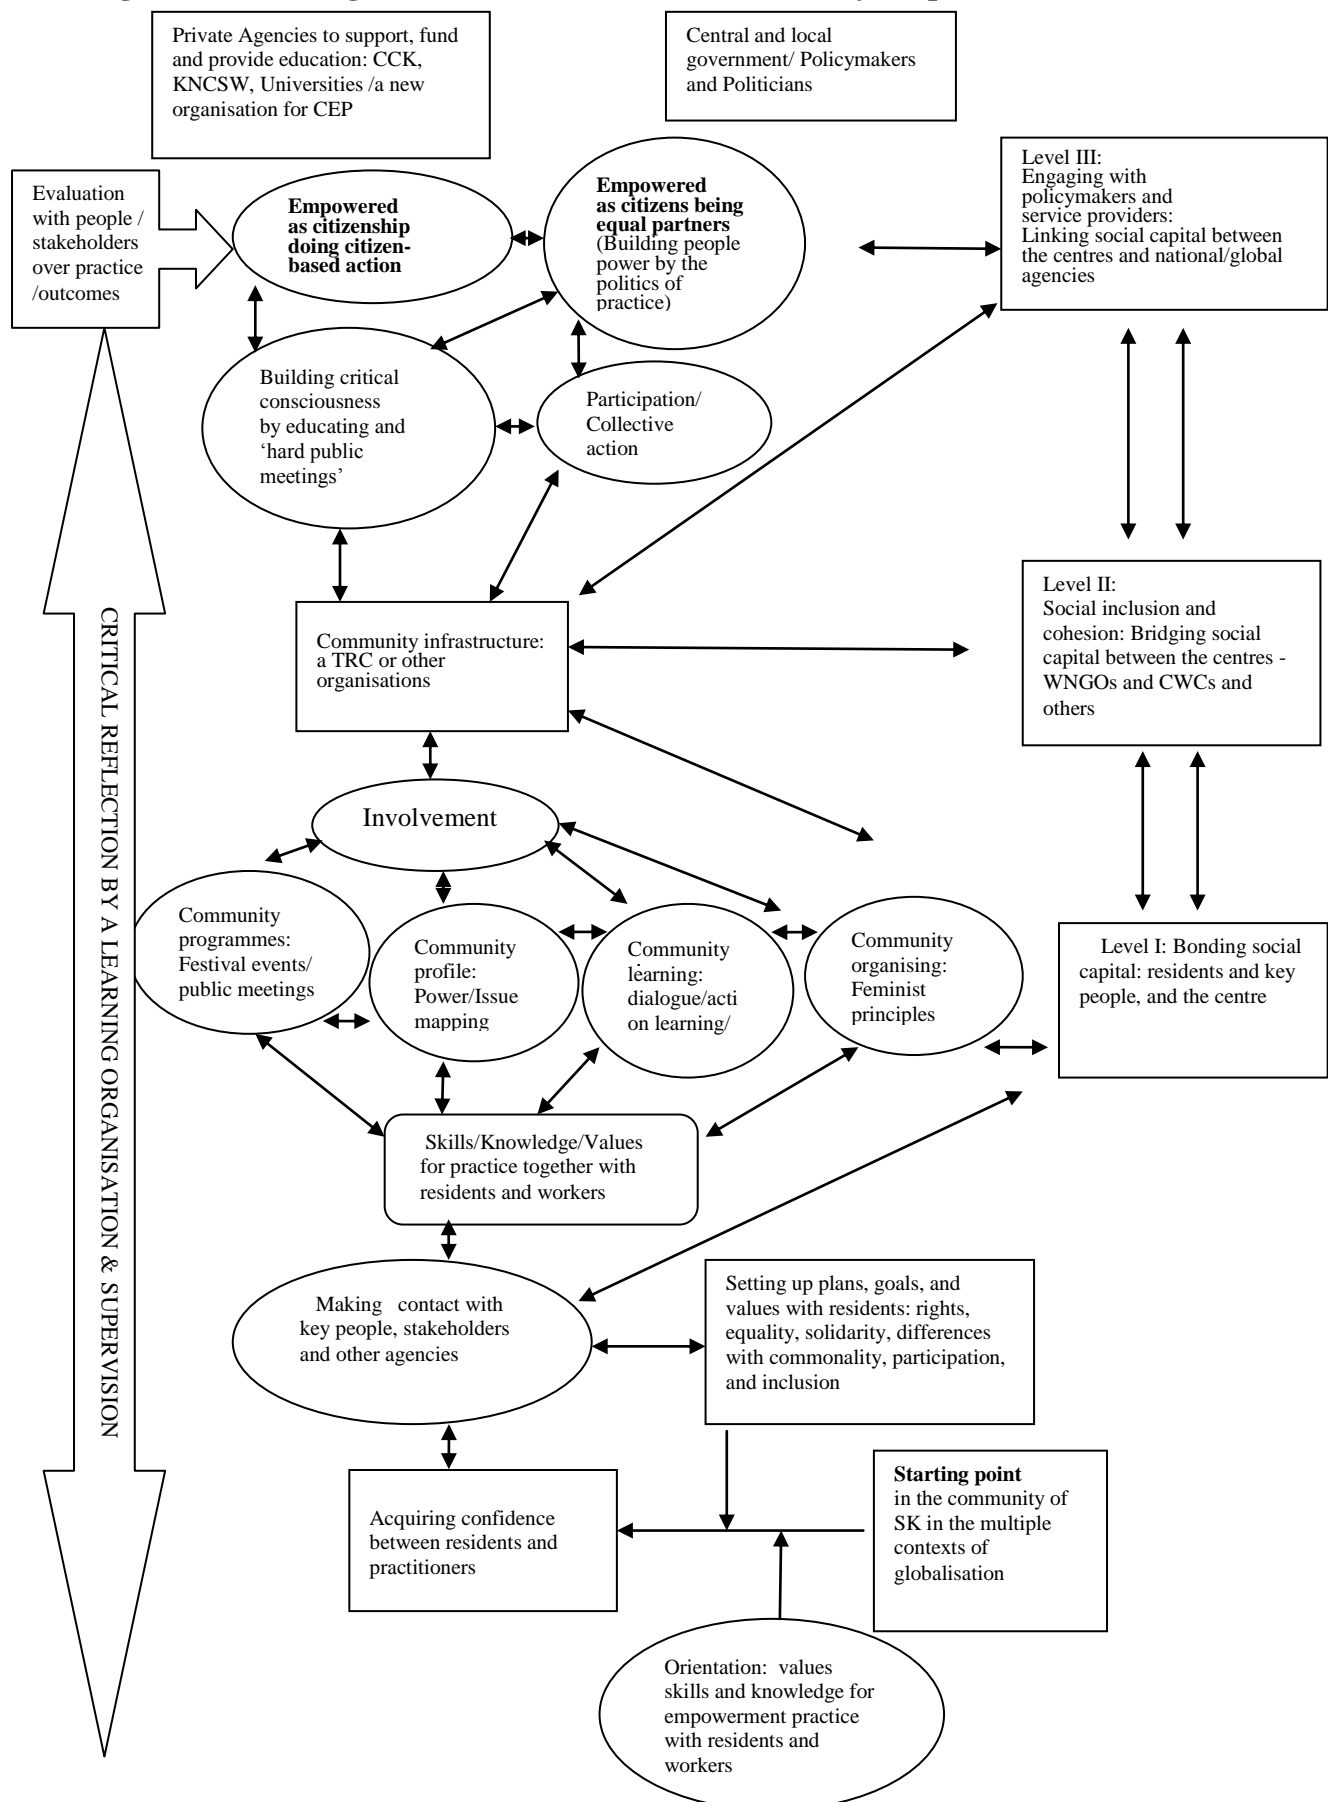 Private Agencies to support, fund
and provide education: CCK,
KNCSW, Universities /a new
organisation for CEP
Central and local
government/ Policymakers
and Politicians
Evaluation
with people /
stakeholders
over practice
/outcomes
Empowered
as citizenship
doing citizen-
based action
Empowered
as citizens being
equal partners
(Building people
power by the
politics of
practice)
Level III:
Engaging with
policymakers and
service providers:
Linking social capital between
the centres and national/global
agencies
Building critical
consciousness
by educating and
‘hard public
meetings’
Participation/
Collective
action
CRITICAL REFLECTION BY A LEARNING ORGANISATION & SUPERVISION
Community infrastructure:
a TRC or other
organisations
Level II:
Social inclusion and
cohesion: Bridging social
capital between the centres -
WNGOs and CWCs and
others
Involvement
Community
programmes:
Festival events/
public meetings
Community
profile:
Power/Issue
mapping
Community
learning:
dialogue/acti
on learning/
Community
organising:
Feminist
principles
Level I: Bonding social
capital: residents and key
people, and the centre
Skills/Knowledge/Values
for practice together with
residents and workers
Making contact with
key people, stakeholders
and other agencies
Setting up plans, goals, and
values with residents: rights,
equality, solidarity, differences
with commonality, participation,
and inclusion
Acquiring confidence
between residents and
practitioners
Starting point
in the community of
SK in the multiple
contexts of
globalisation
Orientation: values
skills and knowledge for
empowerment practice
with residents and
workers